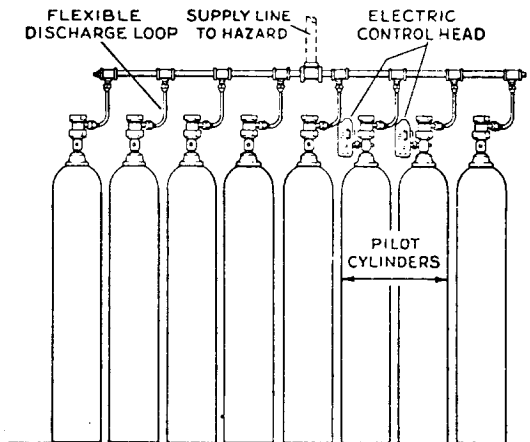 FLEXIBLE
DISCHARGE LOOP
SUPPLY LINE
TO HAZARD
ELECTRIC
CONTROL HEAD
PILOT
CYLINDERS